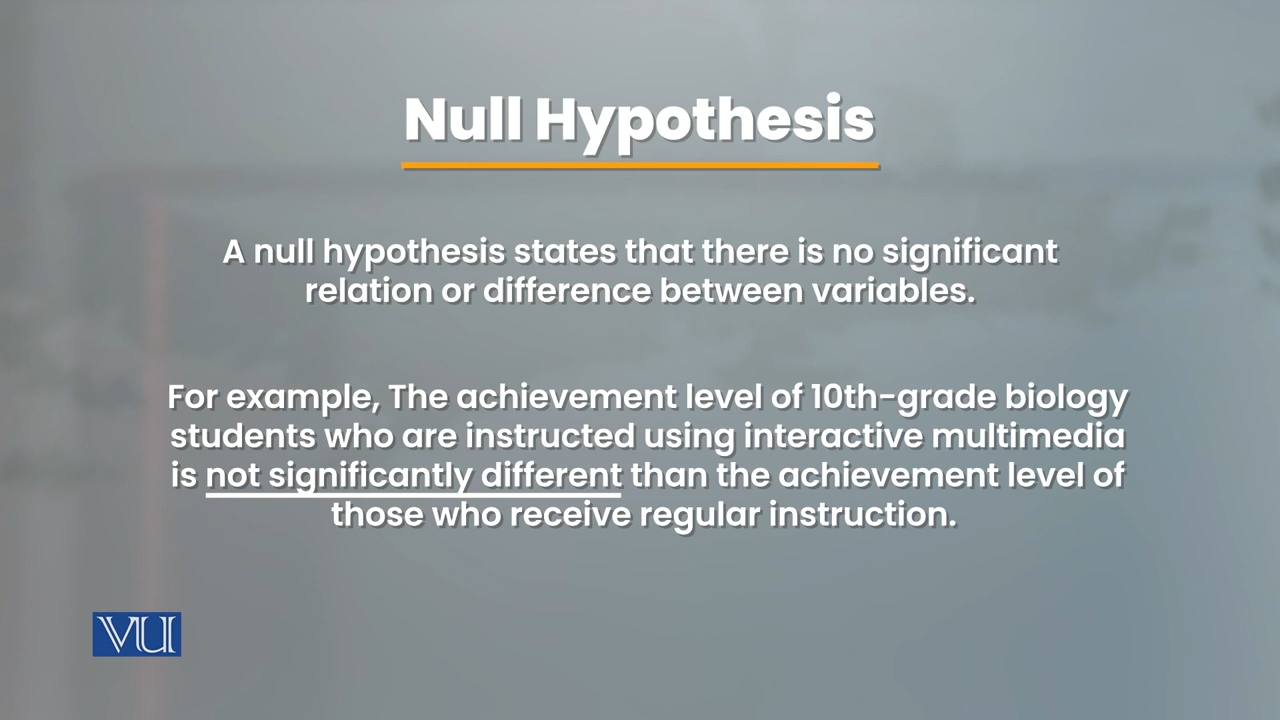 Null Hypothesis
A null hypothesis states that there is no significant
relation or difference between variables.
For example, The achievement level of 10th-grade biology
students who are instructed using interactive multimedia
is not significantly different than the achievement level of
those who receive regular instruction.
VU